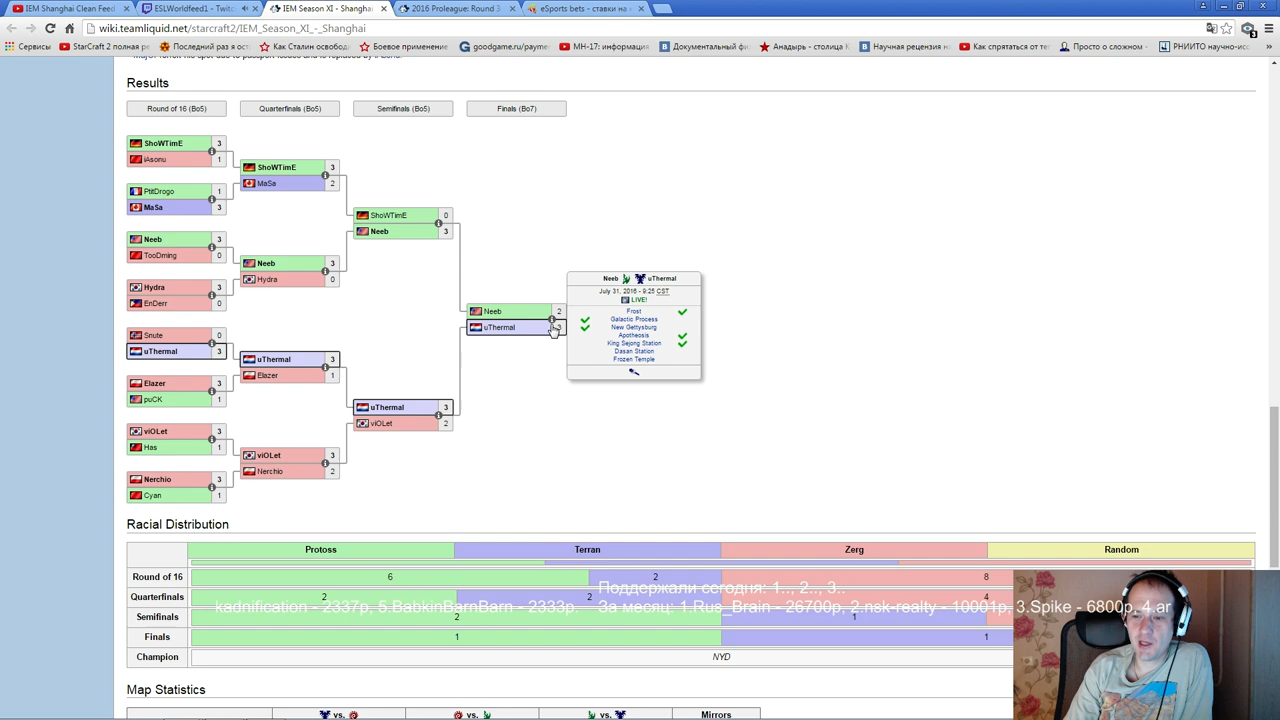 IEM Shanghai Clean Feed
ESLWorldfeed1 - Twitc
IEM Season XI - Shanghai
2016 Proleague: Round 3
eSports bets - ставки на к
wiki.teamliquid.net/starcraft2/IEM_Season_XI_-_Shanghai
Сервисы
StarCraft 2 полная ре
Последний раз я ост
Как Сталин освобод
Боевое применение
goodgame.ru/payme
МН-17: информация
Документальный фи
Анадырь - столица
Научная рецензия н
Как спрятаться от те
Просто о сложном -
РНИИТО научно-исс
Results
Round of 16 (Bo5)
Quarterfinals (Bo5)
Semifinals (Bo5)
Finals (Bo7)
ShoWTimE 3
iAsonu 1
PtitDrogo 1
MaSa 3
Neeb 3
TooDming 0
Hydra 3
EnDerr 0
Snute 0
uThermal 3
Elazer 3
puCK 1
viOLet 3
Has 1
Nerchio 3
Cyan 1
ShoWTimE 3
MaSa 2
Neeb 3
Hydra 0
uThermal 3
Elazer 1
viOLet 3
Nerchio 2
ShoWTimE 0
Neeb 3
uThermal 3
viOLet 2
Neeb 2
uThermal 3
Neeb uThermal
July 31, 2016 - 9:25 CST
LIVE!
Frost
Galactic Process
New Gettysburg
Apotheosis
King Sejong Station
Dasan Station
Frozen Temple
Racial Distribution
Protoss Terran Zerg Random
Round of 16 6 2 8
Quarterfinals 2 2 4
Semifinals 2 1
Finals 1 1
Champion NYD
Поддержали сегодня: 1.., 2.., 3..
kadnification - 2337р, 5.BabkinBarnBarn - 2333р. За месяц: 1.Rus_Brain - 26700р, 2.nsk-realty - 10001р, 3.Spike - 6800р, 4.ar
Map Statistics
vs. vs. vs. Mirrors